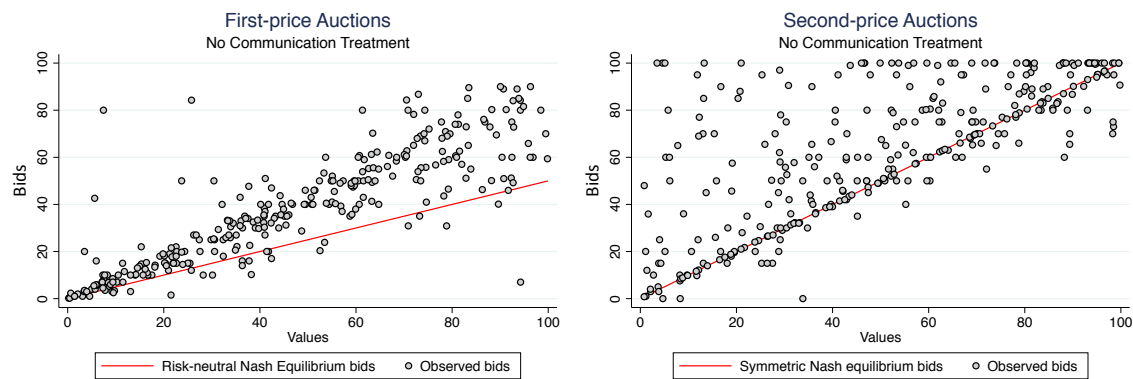 First-price Auctions
No Communication Treatment
Bids
100
80
60
40
20
0
0 20 40 60 80 100
Values
Risk-neutral Nash Equilibrium bids Observed bids
Second-price Auctions
No Communication Treatment
Bids
100
80
60
40
20
0
0 20 40 60 80 100
Values
Symmetric Nash equilibrium bids Observed bids